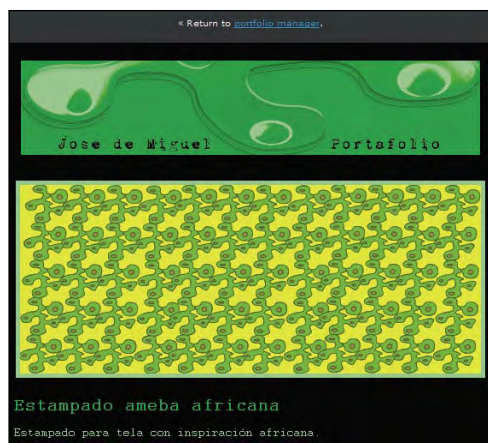 « Return to portfolio manager.
Jose de Miguel Portafolio
Estampado ameba africana
Estampado para tela con inspiración africana.